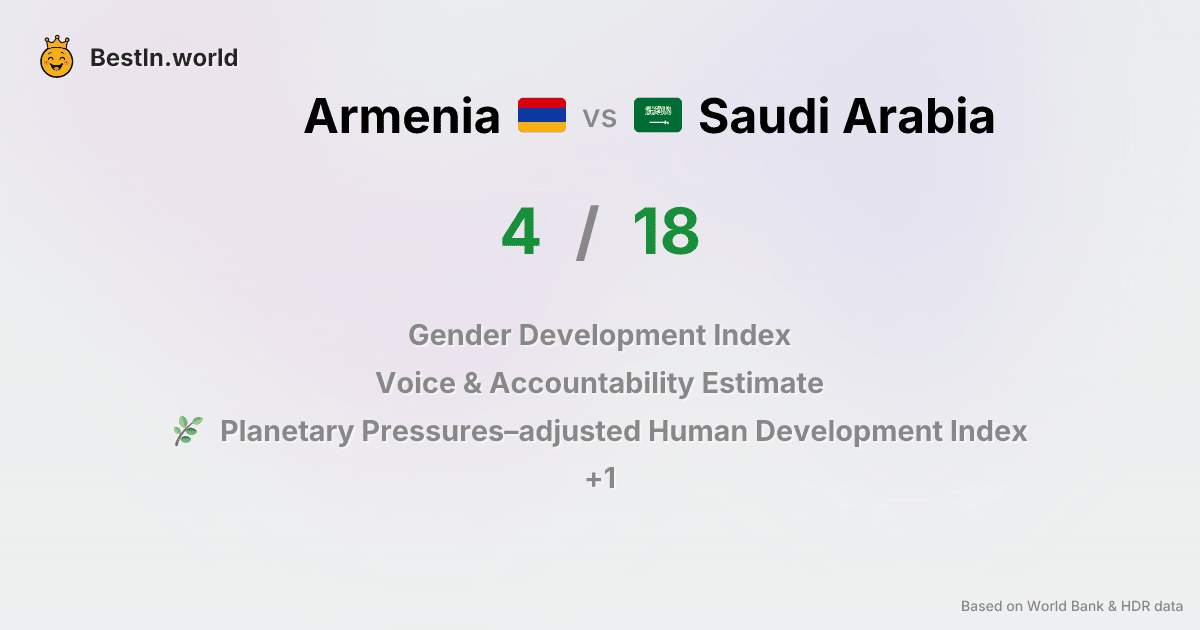 BestIn.world
Armenia vs Saudi Arabia
4 / 18
Gender Development Index
Voice & Accountability Estimate
Planetary Pressures–adjusted Human Development Index
+1
Based on World Bank & HDR data